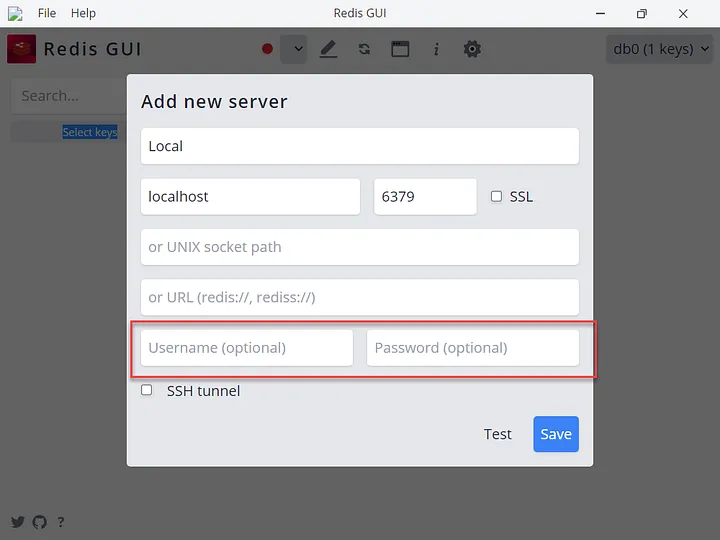 File Help Redis GUI
Redis GUI i db0 (1 keys)
Search...
Select keys
Add new server
Local
localhost 6379 SSL
or UNIX socket path
or URL (redis://, rediss://)
Username (optional) Password (optional)
SSH tunnel
Test Save
?